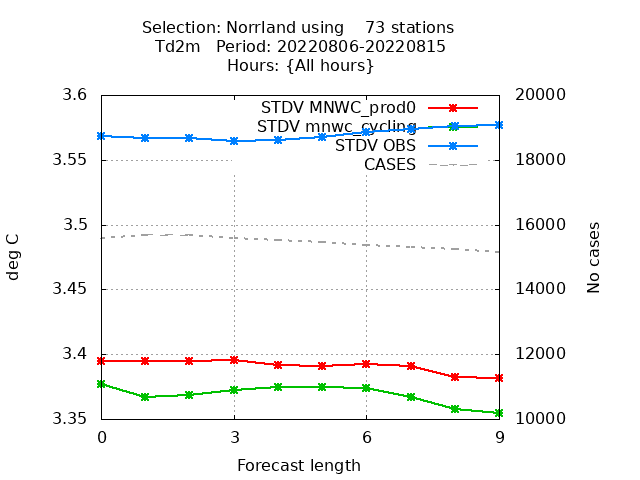 Selection: Norrland using    73 stations
Td2m   Period: 20220806-20220815
Hours: {All hours}
3.6
3.55
3.5
3.45
3.4
3.35
deg C
STDV MNWC_prod0
STDV mnwc_cycling
STDV OBS
CASES
20000
18000
16000
14000
12000
10000
No cases
0
3
6
9
Forecast length